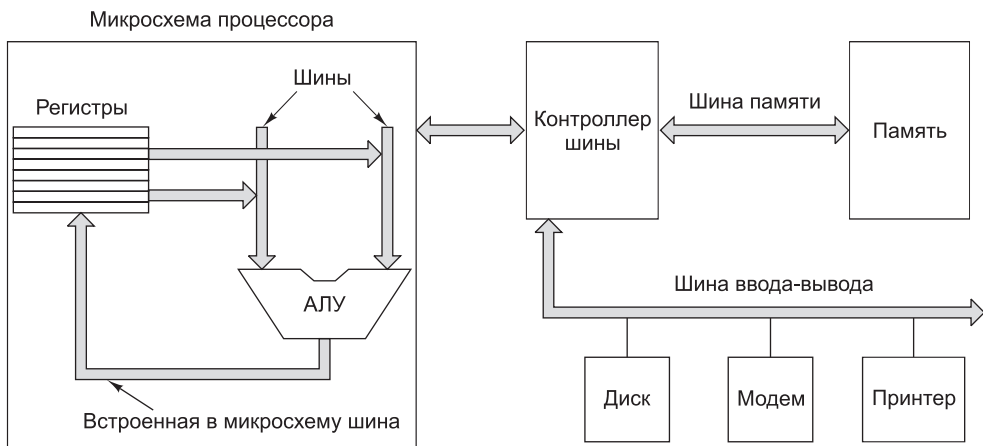 Микросхема процессора
Шины
Регистры
АЛУ
Встроенная в микросхему шина
Контроллер
шины
Шина памяти
Память
Шина ввода-вывода
Диск
Модем
Принтер